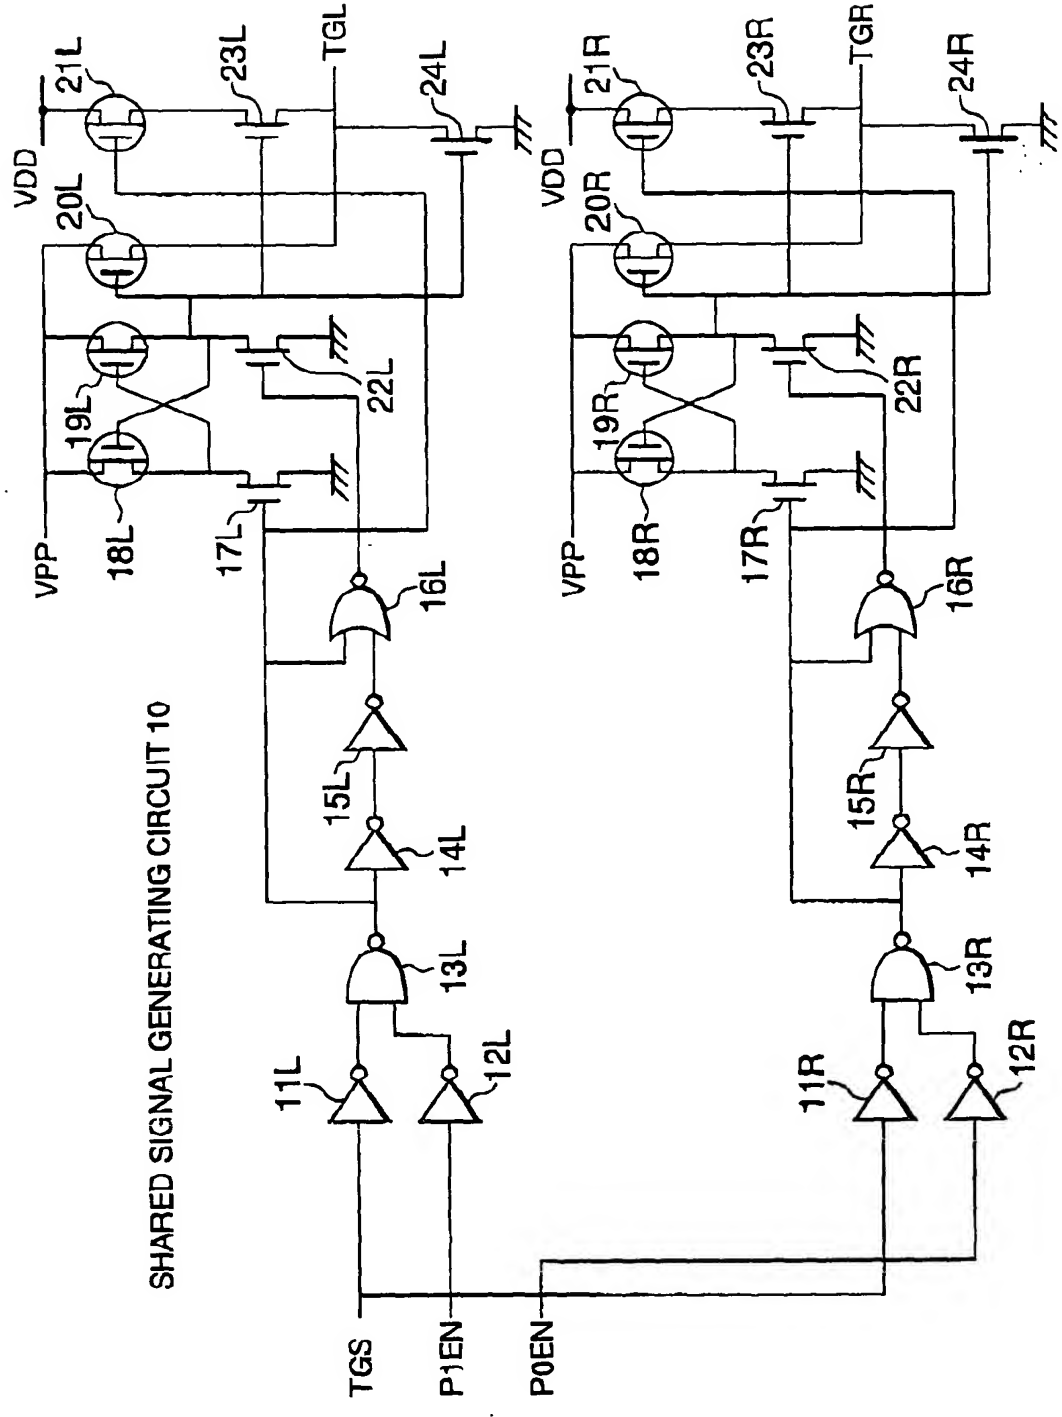 SHARED SIGNAL GENERATING CIRCUIT 10
TGS
P1EN
P0EN
11L
12L
13L
14L
15L
16L
VPP
18L
17L
19L
22L
VDD
20L
21L
23L
TGL
24L
11R
12R
13R
14R
15R
16R
VPP
18R
17R
19R
22R
VDD
20R
21R
23R
TGR
24R